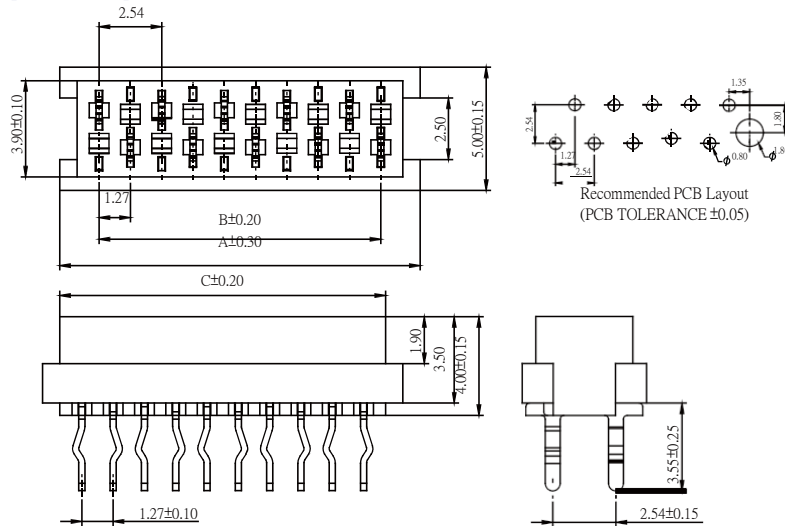 2.54
3.90±0.10
2.50
5.00±0.15
1.27
B±0.20
A±0.30
C±0.20
1.35
1.80
2.54
1.27
2.54
ϕ0.80
Recommended PCB Layout
(PCB TOLERANCE ±0.05)
1.90
3.50
4.00±0.15
1.27±0.10
3.55±0.25
2.54±0.15